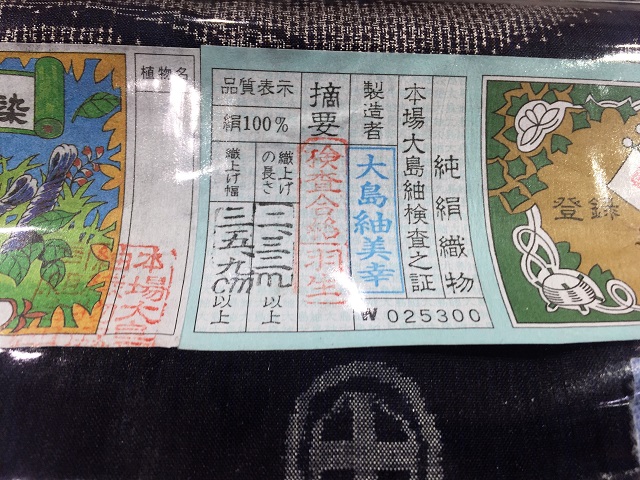 登録
純絹織物
本場大島紬検査之証
製造者
大島紬美幸
025300
摘要
検査合格
品質表示
絹100%
織上げの長さ
一二、三二m以上
織上げ幅
三五、九cm以上
植物名
染
本場大島